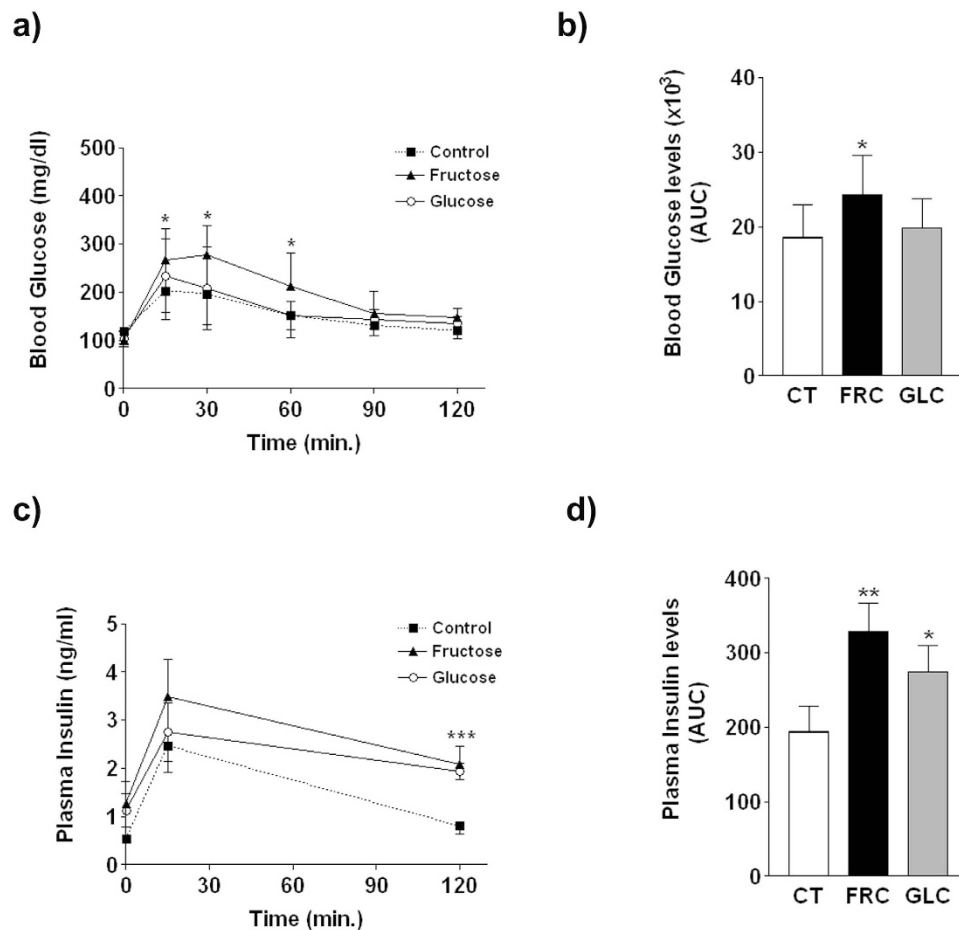 a)
Blood Glucose (mg/dl)
500
400
300
200
100
0
Control
Fructose
Glucose
*
*
*
0 30 60 90 120
Time (min.)
b)
Blood Glucose levels (x10³)
(AUC)
40
30
20
10
0
*
CT FRC GLC
c)
Plasma Insulin (ng/ml)
5
4
3
2
1
0
Control
Fructose
Glucose
***
0 30 60 90 120
Time (min.)
d)
Plasma Insulin levels
(AUC)
400
300
200
100
0
**
*
CT FRC GLC